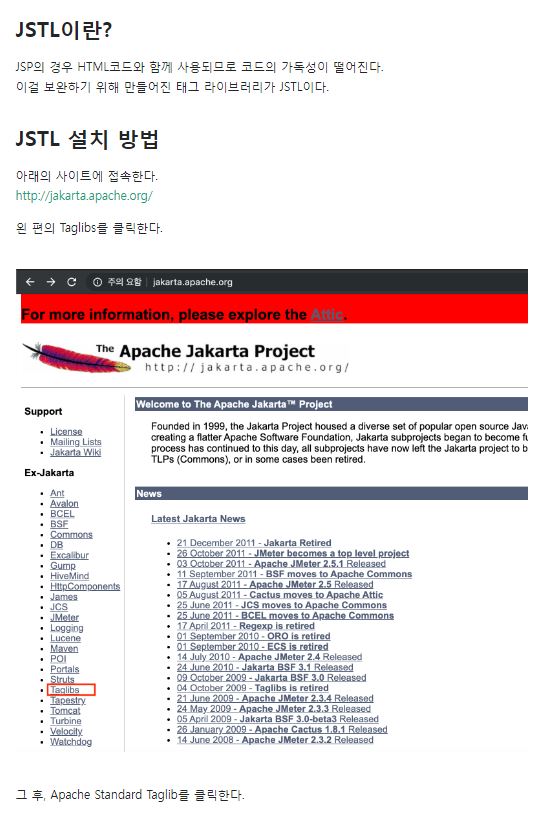 JSTL이란?
JSP의 경우 HTML코드와 함께 사용되므로 코드의 가독성이 떨어진다.
이걸 보완하기 위해 만들어진 태그 라이브러리가 JSTL이다.
JSTL 설치 방법
아래의 사이트에 접속한다.
http://jakarta.apache.org/
왼 편의 Taglibs를 클릭한다.
주의 요함 | jakarta.apache.org
For more information, please explore the Attic.
The Apache Jakarta Project
http://jakarta.apache.org/
Support
License
Mailing Lists
Jakarta Wiki
Ex-Jakarta
Ant
Avalon
BCEL
BSF
Commons
DB
Excalibur
Gump
HiveMind
HttpComponents
James
JCS
JMeter
Logging
Lucene
Maven
POI
Portals
Struts
Taglibs
Tapestry
Tomcat
Turbine
Velocity
Watchdog
Welcome to The Apache Jakarta™ Project
Founded in 1999, the Jakarta Project housed a diverse set of popular open source Java
creating a flatter Apache Software Foundation, Jakarta subprojects began to become fu
process has continued to this day, all subprojects have now left the Jakarta project to b
TLPs (Commons), or in some cases been retired.
News
Latest Jakarta News
21 December 2011 - Jakarta Retired
26 October 2011 - JMeter becomes a top level project
03 October 2011 - Apache JMeter 2.5.1 Released
11 September 2011 - BSF moves to Apache Commons
17 August 2011 - Apache JMeter 2.5 Released
05 August 2011 - Cactus moves to Apache Attic
25 June 2011 - JCS moves to Apache Commons
25 June 2011 - BCEL moves to Apache Commons
17 April 2011 - Regexp is retired
01 September 2010 - ORO is retired
01 September 2010 - ECS is retired
14 July 2010 - Apache JMeter 2.4 Released
24 June 2010 - Jakarta BSF 3.1 Released
09 October 2009 - Jakarta BSF 3.0 Released
04 October 2009 - Taglibs is retired
21 June 2009 - Apache JMeter 2.3.4 Released
24 May 2009 - Apache JMeter 2.3.3 Released
05 April 2009 - Jakarta BSF 3.0-beta3 Released
26 January 2009 - Apache Cactus 1.8.1 Released
14 June 2008 - Apache JMeter 2.3.2 Released
그 후, Apache Standard Taglib를 클릭한다.